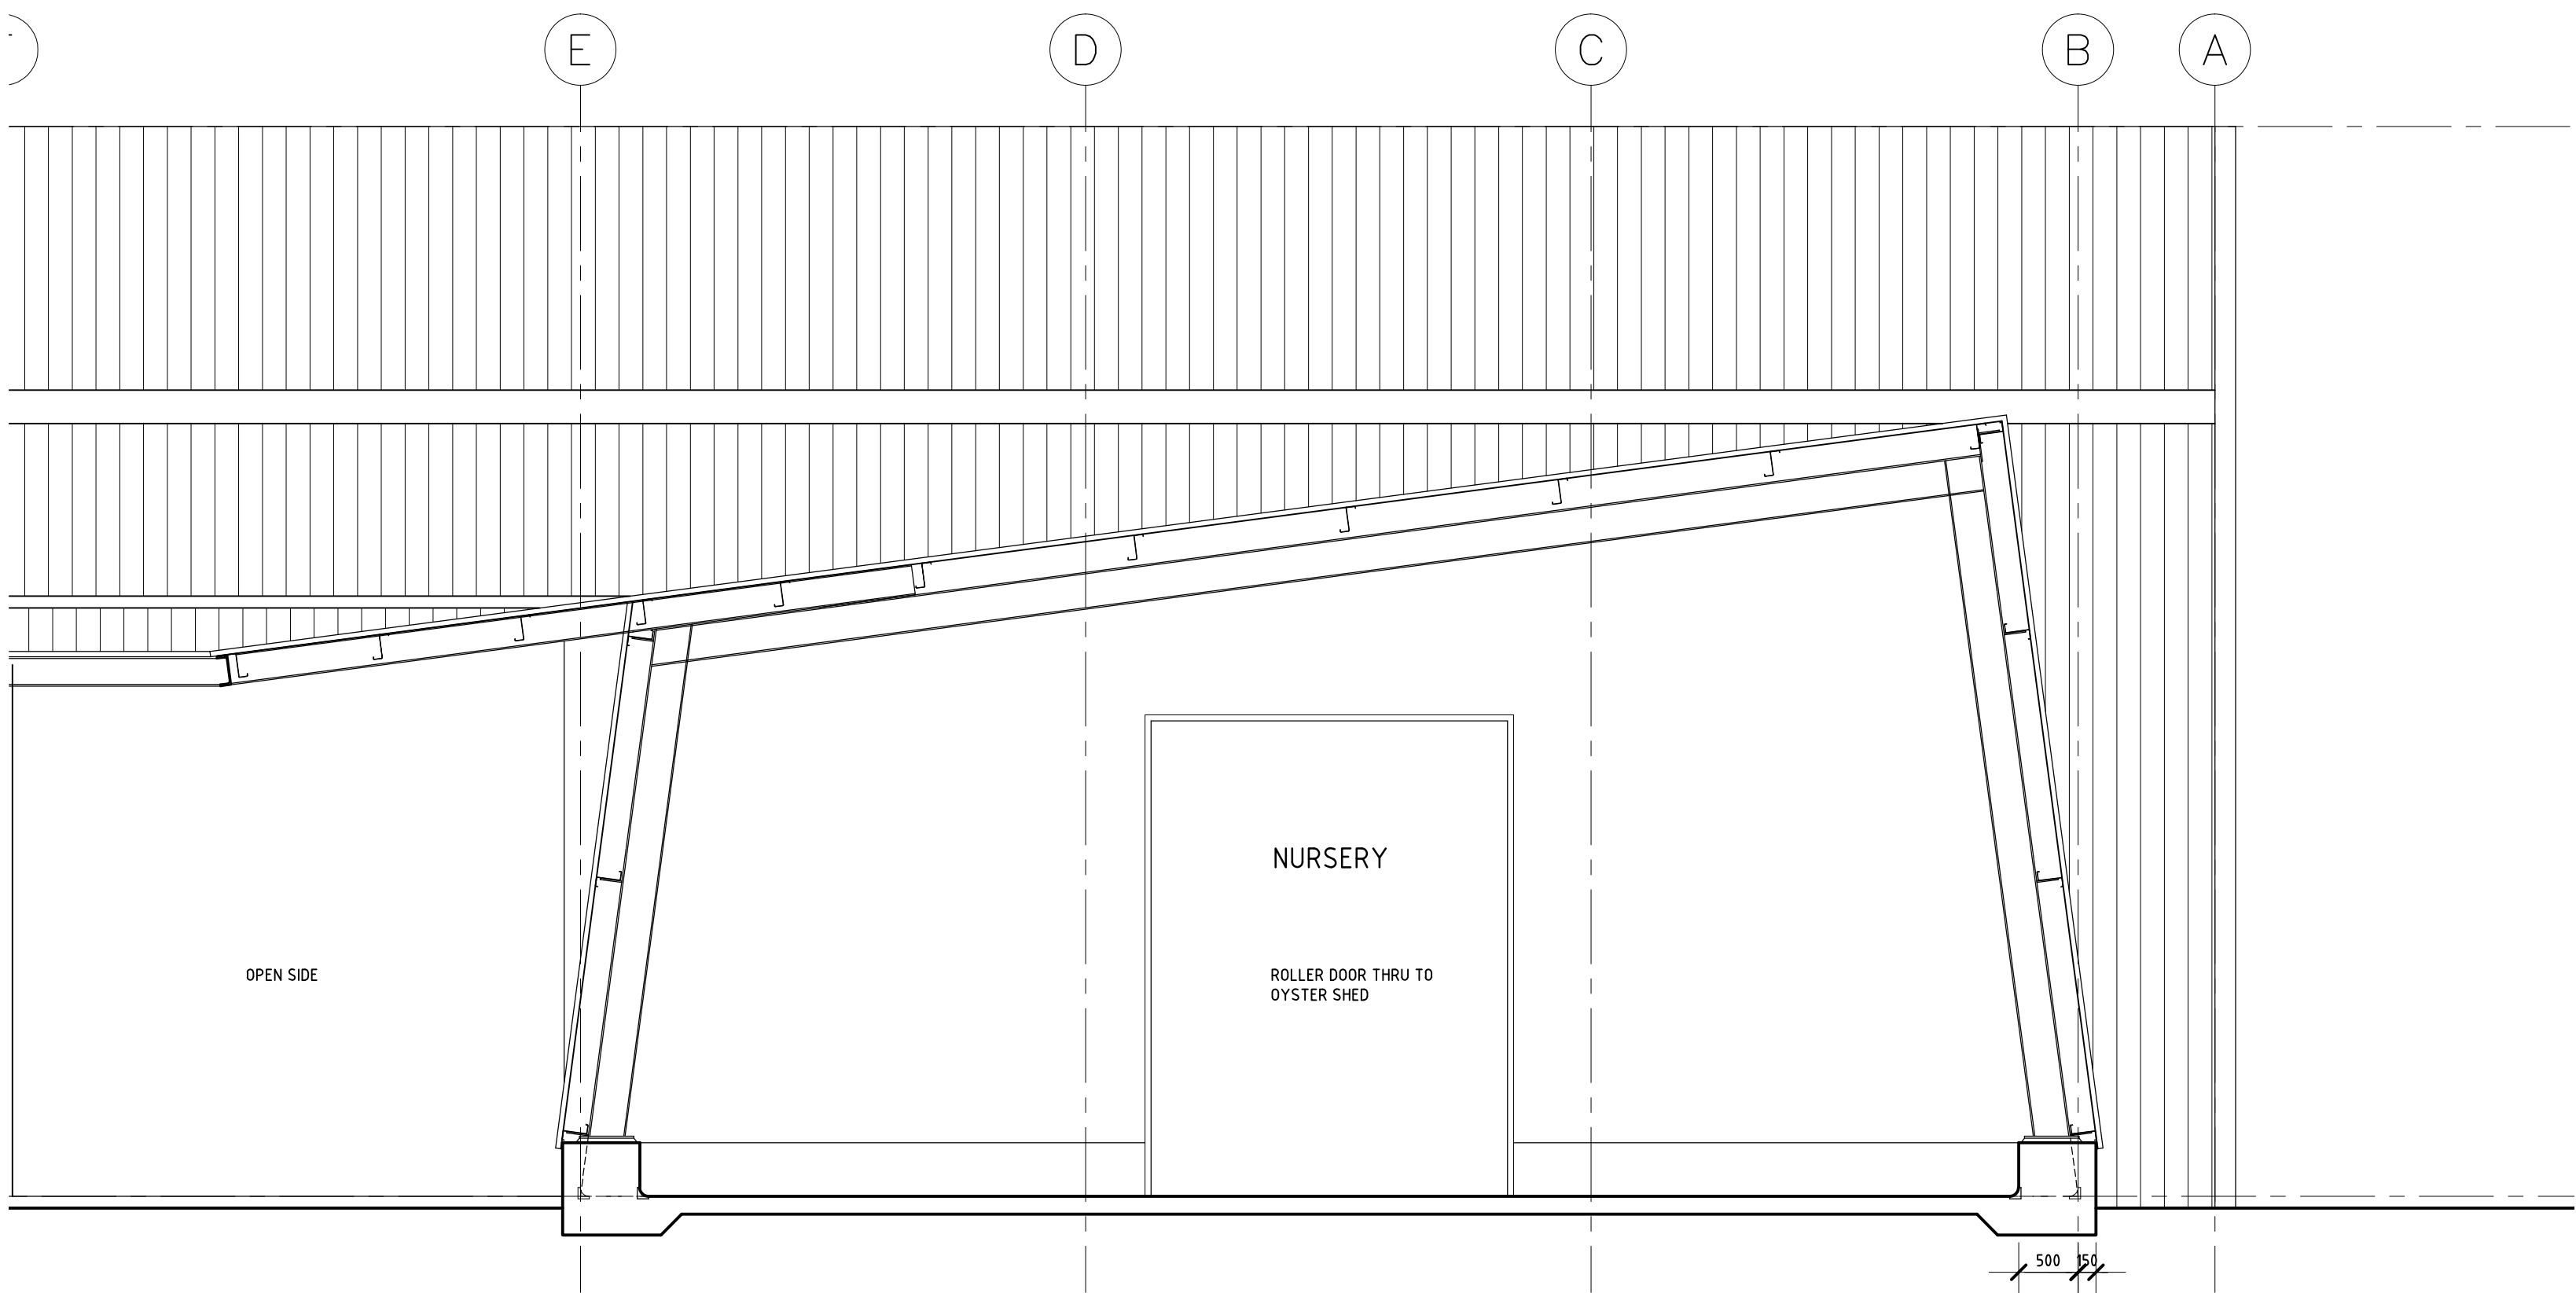 E
D
C
B
A
NURSERY
OPEN SIDE
ROLLER DOOR THRU TO
OYSTER SHED
500
150